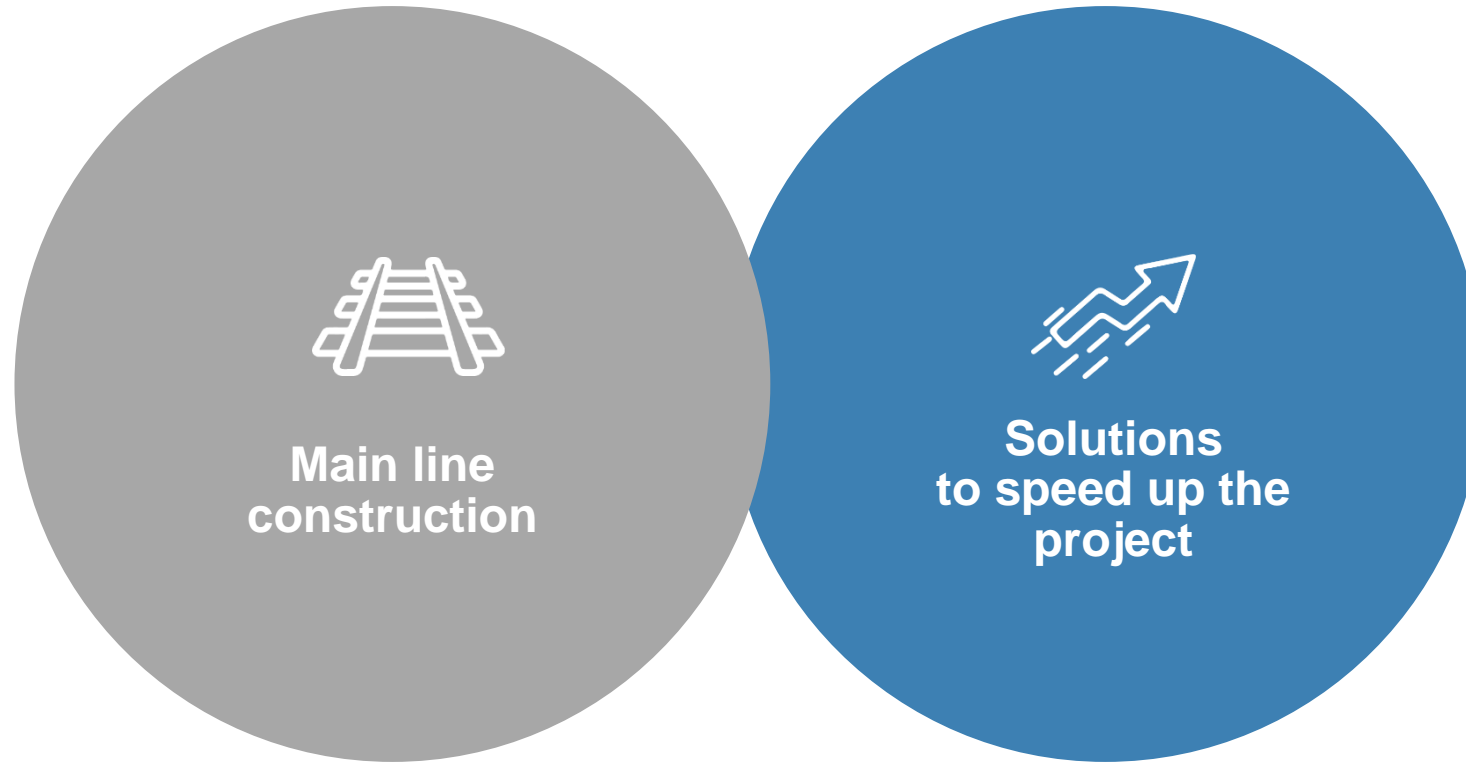 Main line
construction
Solutions
to speed up the
project